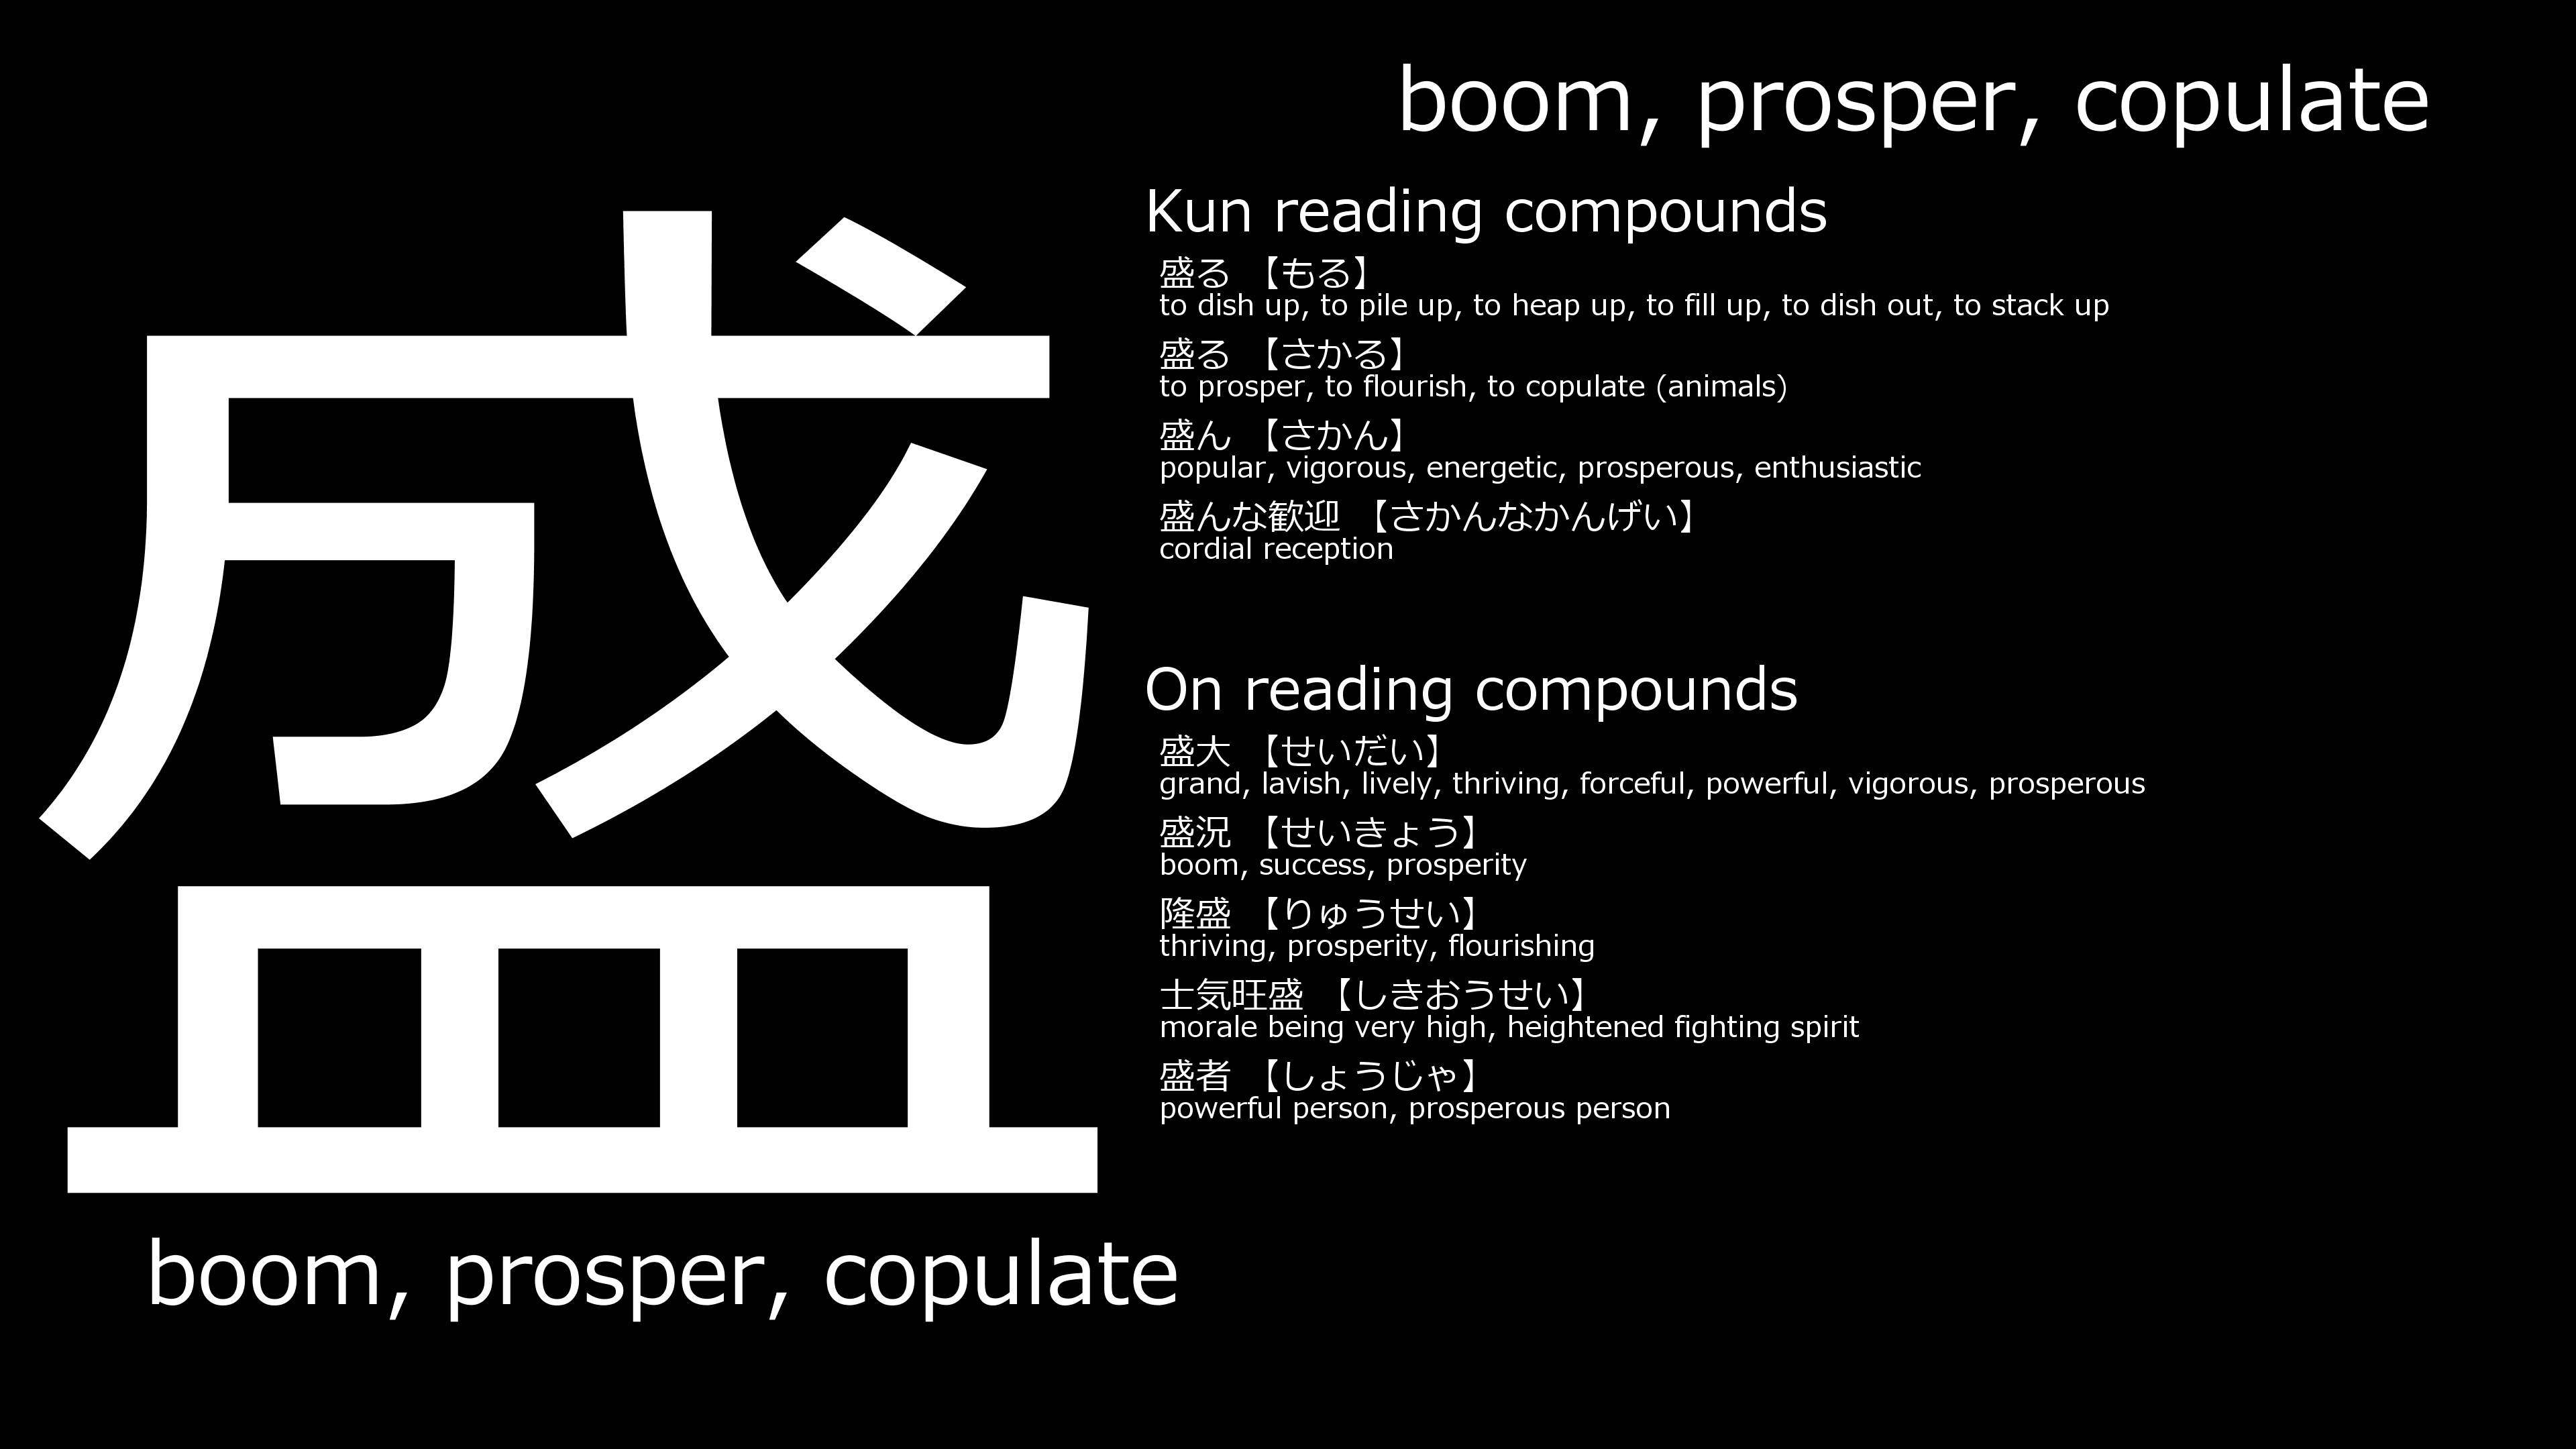 盛
boom, prosper, copulate
boom, prosper, copulate
Kun reading compounds
盛る 【もる】
to dish up, to pile up, to heap up, to fill up, to dish out, to stack up
盛る 【さかる】
to prosper, to flourish, to copulate (animals)
盛ん 【さかん】
popular, vigorous, energetic, prosperous, enthusiastic
盛んな歓迎 【さかんなかんげい】
cordial reception
On reading compounds
盛大 【せいだい】
grand, lavish, lively, thriving, forceful, powerful, vigorous, prosperous
盛況 【せいきょう】
boom, success, prosperity
隆盛 【りゅうせい】
thriving, prosperity, flourishing
士気旺盛 【しきおうせい】
morale being very high, heightened fighting spirit
盛者 【しょうじゃ】
powerful person, prosperous person